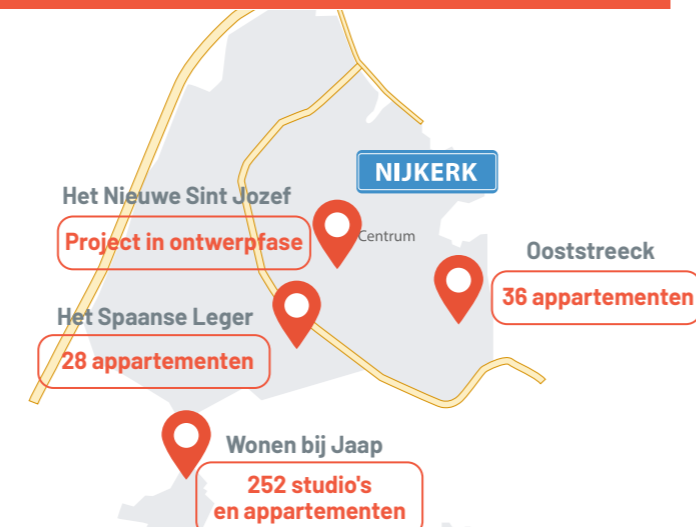 NIJKERK
Het Nieuwe Sint Jozef
Project in ontwerpfase
Centrum
Ooststreeck
36 appartementen
Het Spaanse Leger
28 appartementen
Wonen bij Jaap
252 studio's
en appartementen